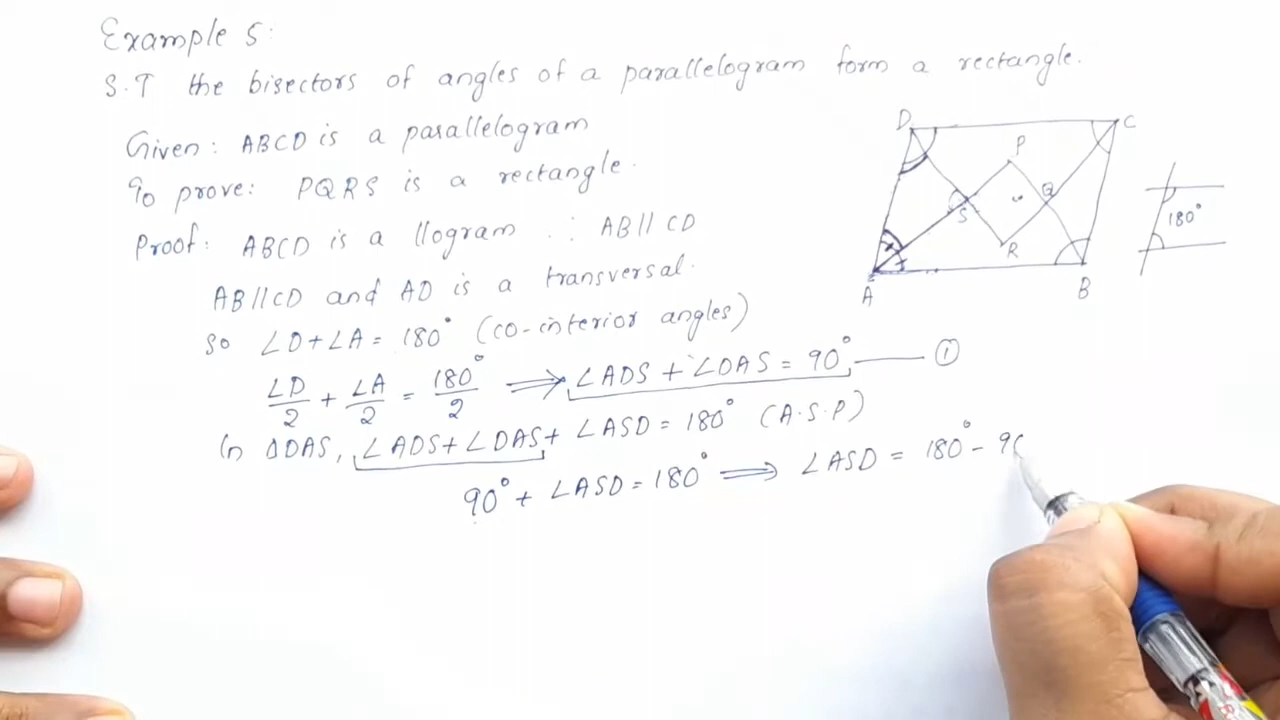 Example 5:
S.T the bisectors of angles of a parallelogram form a rectangle.
Given: ABCD is a parallelogram
To prove: PQRS is a rectangle.
Proof: ABCD is a llogram ∴ AB//CD
AB//CD and AD is a transversal.
So ∠D+∠A = 180° (co-interior angles)
∠D/2 + ∠A/2 = 180°/2 ⟹ ∠ADS + ∠DAS = 90° —— ①
In ΔDAS, ∠ADS+∠DAS+ ∠ASD = 180° (A.S.P)
90° + ∠ASD = 180° ⟹ ∠ASD = 180° - 90
D
C
P
S
Q
R
A
B
180°